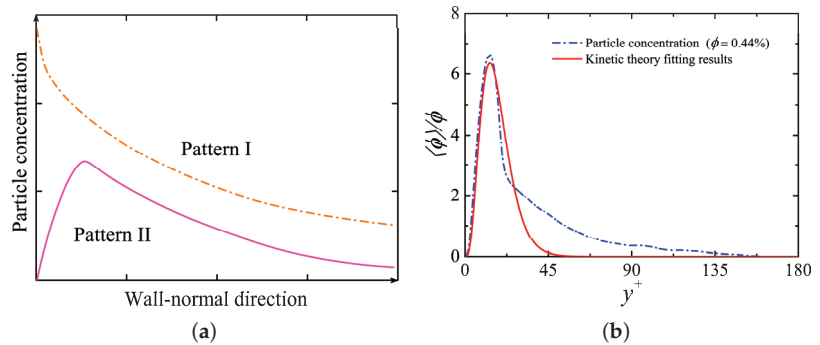 Particle concentration
Pattern I
Pattern II
Wall-normal direction
(a)
8
6
4
2
0
⟨φ⟩/φ
Particle concentration (ϕ = 0.44%)
Kinetic theory fitting results
0 45 90 135 180
y⁺
(b)